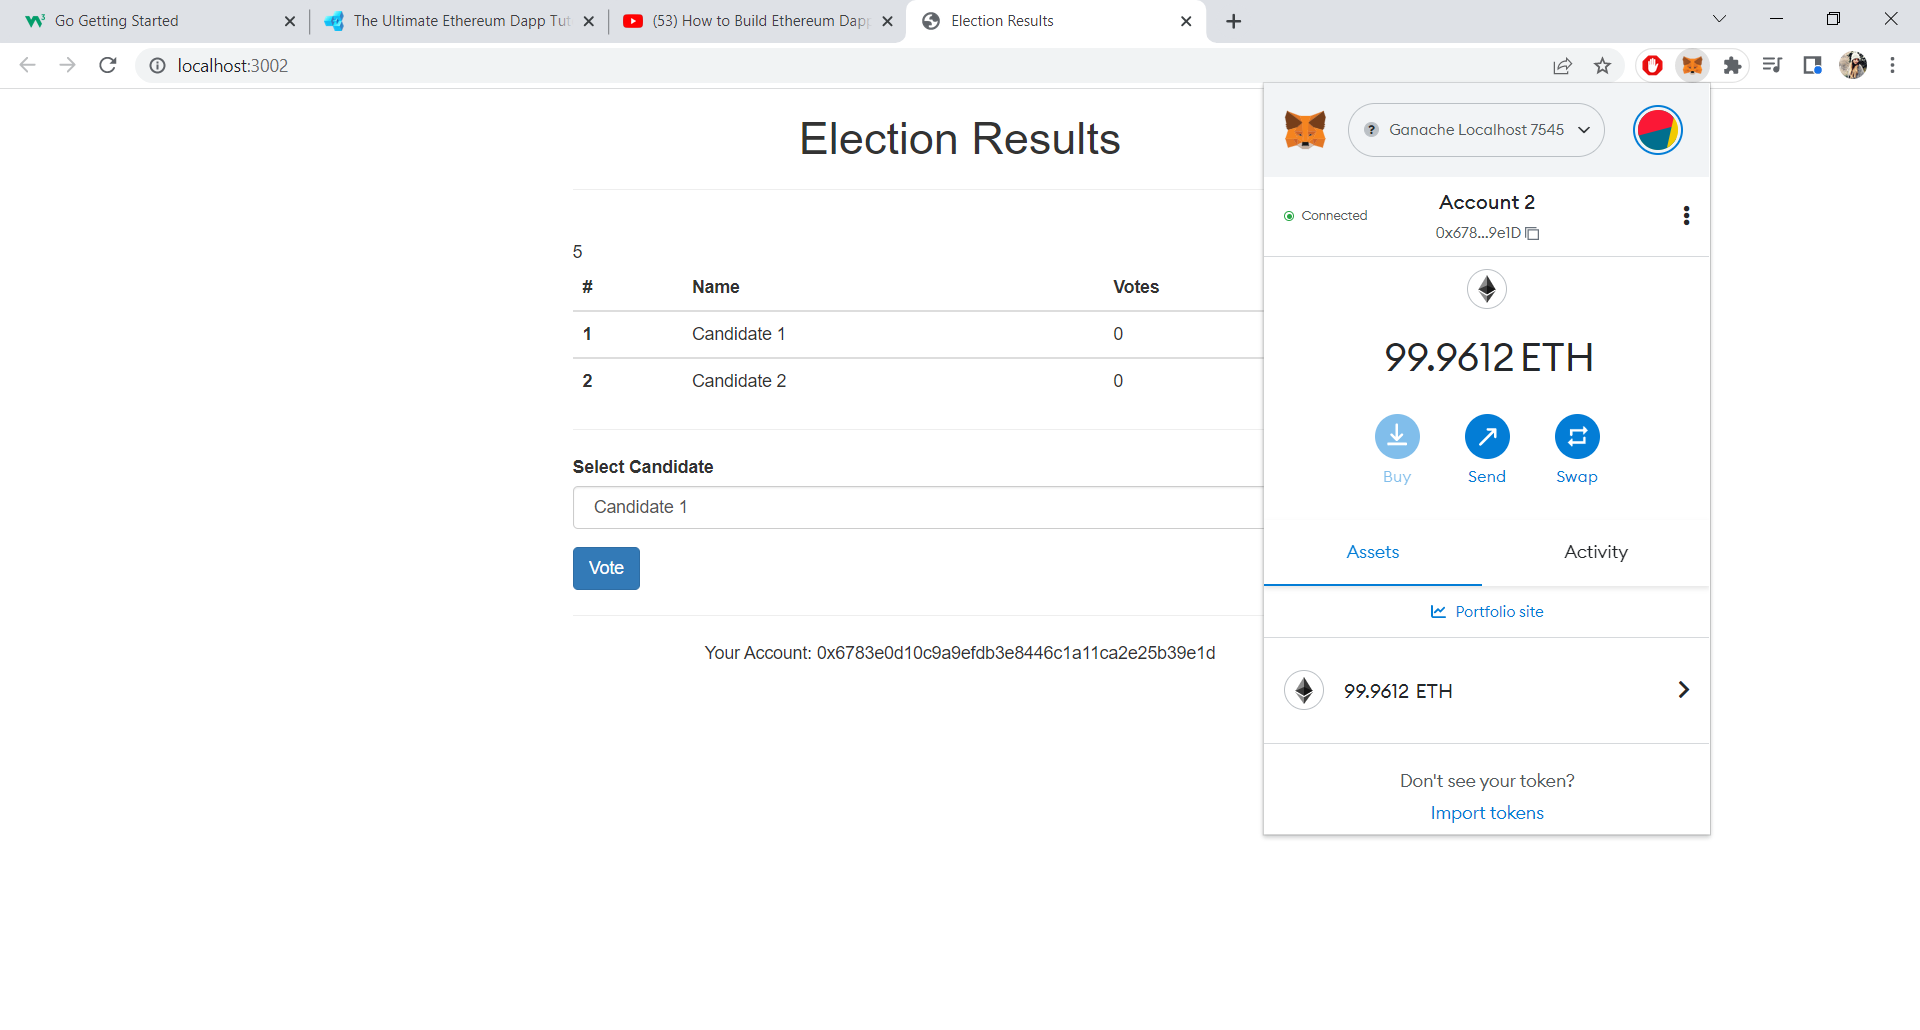 Go Getting Started
The Ultimate Ethereum Dapp Tut
(53) How to Build Ethereum Dapp
Election Results
localhost:3002
Election Results
5
# Name Votes
1 Candidate 1 0
2 Candidate 2 0
Select Candidate
Candidate 1
Vote
Your Account: 0x6783e0d10c9a9efdb3e8446c1a11ca2e25b39e1d
Ganache Localhost 7545
Connected
Account 2
0x678...9e1D
99.9612 ETH
Buy Send Swap
Assets Activity
Portfolio site
99.9612 ETH
Don't see your token?
Import tokens